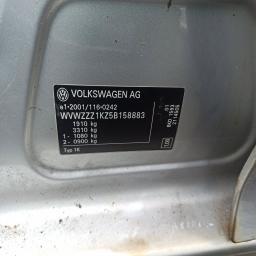 VOLKSWAGEN AG
e1-2001/116-0242
WVWZZZ1KZ5B158883
1910 kg
3310 kg
1 - 1080 kg
2 - 0900 kg
Typ 1K